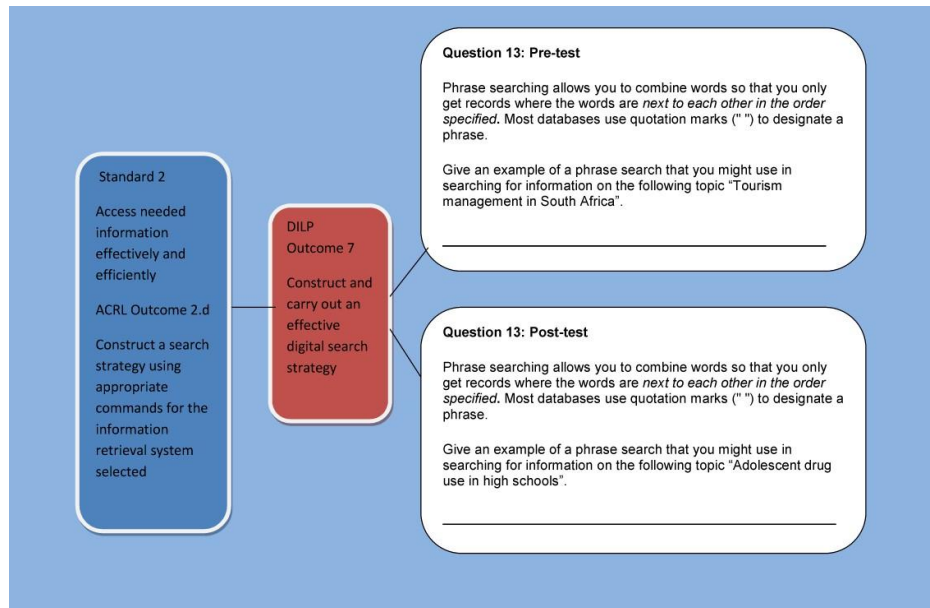 Standard 2
Access needed
information
effectively and
efficiently
ACRL Outcome 2.d
Construct a search
strategy using
appropriate
commands for the
information
retrieval system
selected
DILP
Outcome 7
Construct and
carry out an
effective
digital search
strategy
Question 13: Pre-test
Phrase searching allows you to combine words so that you only
get records where the words are next to each other in the order
specified. Most databases use quotation marks (" ") to designate a
phrase.
Give an example of a phrase search that you might use in
searching for information on the following topic “Tourism
management in South Africa”.
Question 13: Post-test
Phrase searching allows you to combine words so that you only
get records where the words are next to each other in the order
specified. Most databases use quotation marks (" ") to designate a
phrase.
Give an example of a phrase search that you might use in
searching for information on the following topic “Adolescent drug
use in high schools”.